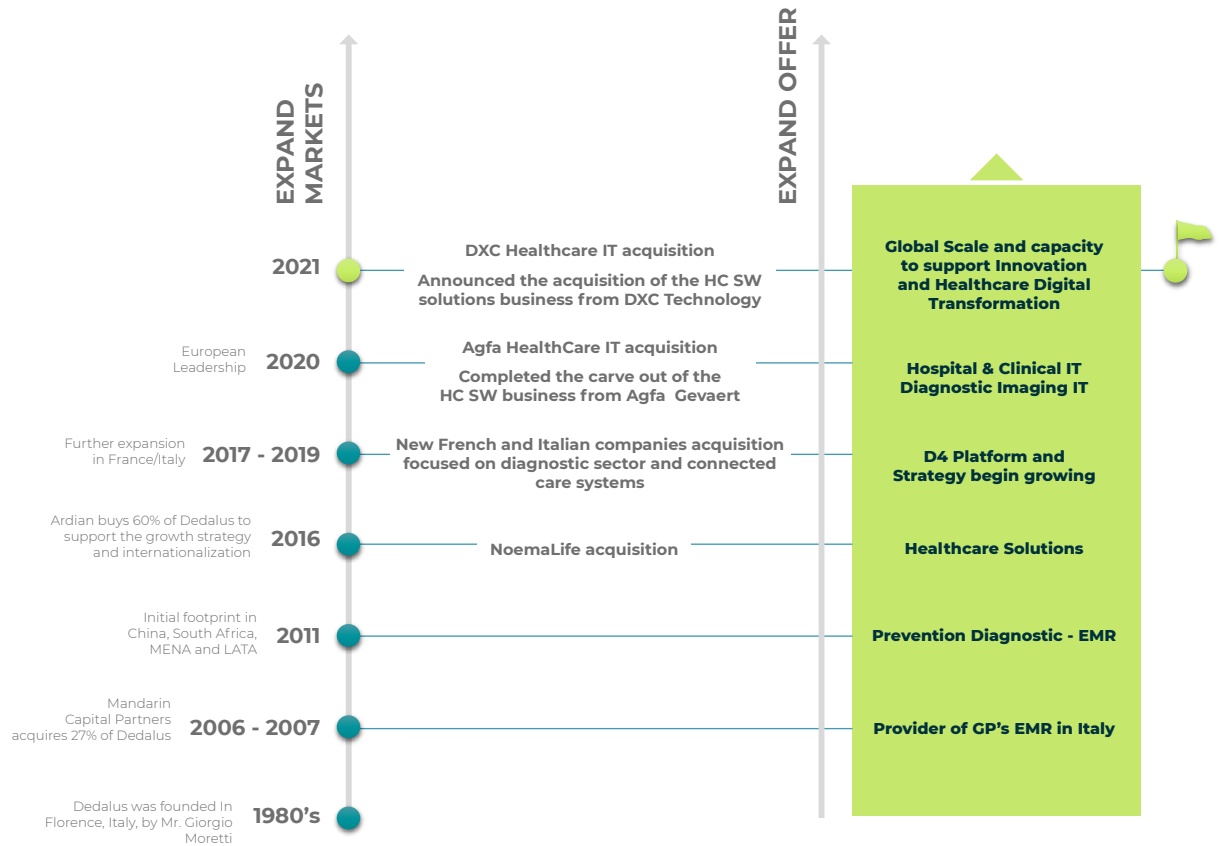 EXPAND
MARKETS
EXPAND OFFER
2021
DXC Healthcare IT acquisition
Announced the acquisition of the HC SW
solutions business from DXC Technology
Global Scale and capacity
to support Innovation
and Healthcare Digital
Transformation
European
Leadership
2020
Agfa HealthCare IT acquisition
Completed the carve out of the
HC SW business from Agfa Gevaert
Hospital & Clinical IT
Diagnostic Imaging IT
Further expansion
in France/Italy
2017 - 2019
New French and Italian companies acquisition
focused on diagnostic sector and connected
care systems
D4 Platform and
Strategy begin growing
Ardian buys 60% of Dedalus to
support the growth strategy
and internationalization
2016
NoemaLife acquisition
Healthcare Solutions
Initial footprint in
China, South Africa,
MENA and LATA
2011
Prevention Diagnostic - EMR
Mandarin
Capital Partners
acquires 27% of Dedalus
2006 - 2007
Provider of GP’s EMR in Italy
Dedalus was founded In
Florence, Italy, by Mr. Giorgio
Moretti
1980’s